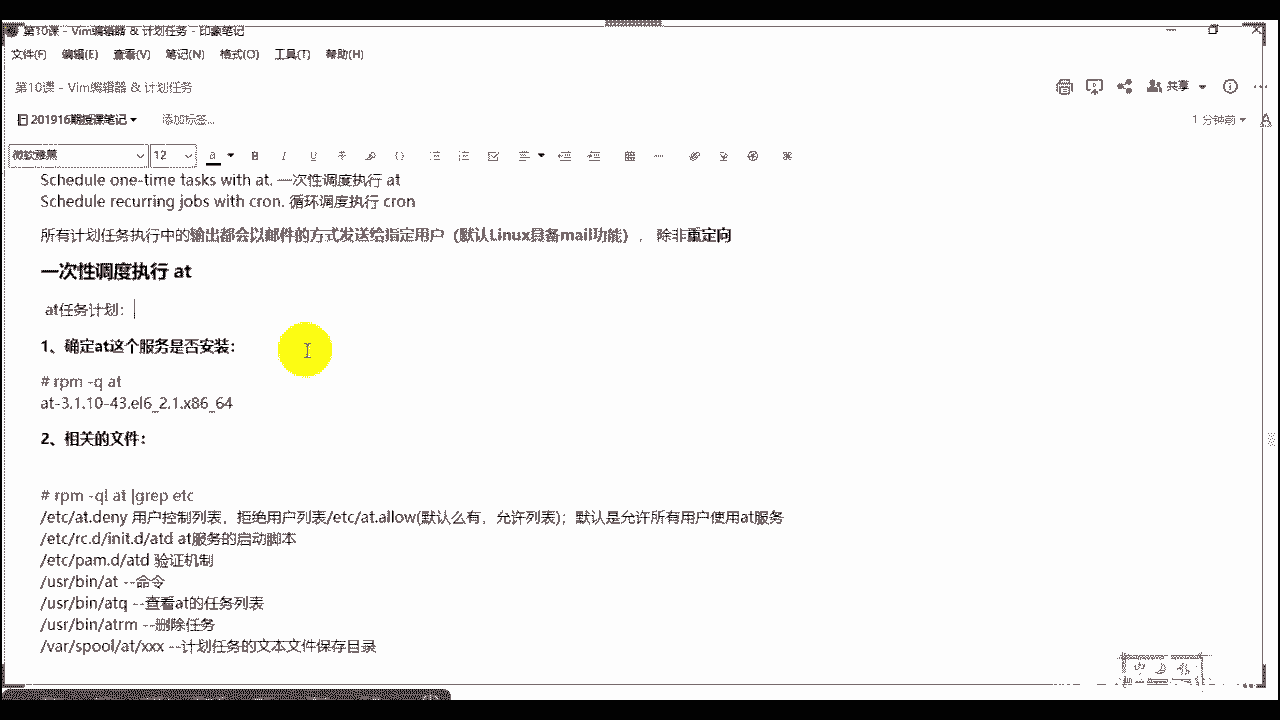 第10课 - Vim编辑器 & 计划任务 - 印象笔记
文件(F) 编辑(E) 查看(V) 笔记(N) 格式(O) 工具(T) 帮助(H)
第10课 - Vim编辑器 & 计划任务
共享
201916期授课笔记 添加标签...
1 分钟前
微软雅黑 12 a B I U
Schedule one-time tasks with at. 一次性调度执行 at
Schedule recurring jobs with cron. 循环调度执行 cron
所有计划任务执行中的输出都会以邮件的方式发送给指定用户（默认Linux具备mail功能）， 除非重定向
一次性调度执行 at
at任务计划：
1、确定at这个服务是否安装：
# rpm -q at
at-3.1.10-43.el6_2.1.x86_64
2、相关的文件：
# rpm -ql at |grep etc
/etc/at.deny 用户控制列表，拒绝用户列表/etc/at.allow(默认么有，允许列表)；默认是允许所有用户使用at服务
/etc/rc.d/init.d/atd at服务的启动脚本
/etc/pam.d/atd 验证机制
/usr/bin/at --命令
/usr/bin/atq --查看at的任务列表
/usr/bin/atrm --删除任务
/var/spool/at/xxx --计划任务的文本文件保存目录